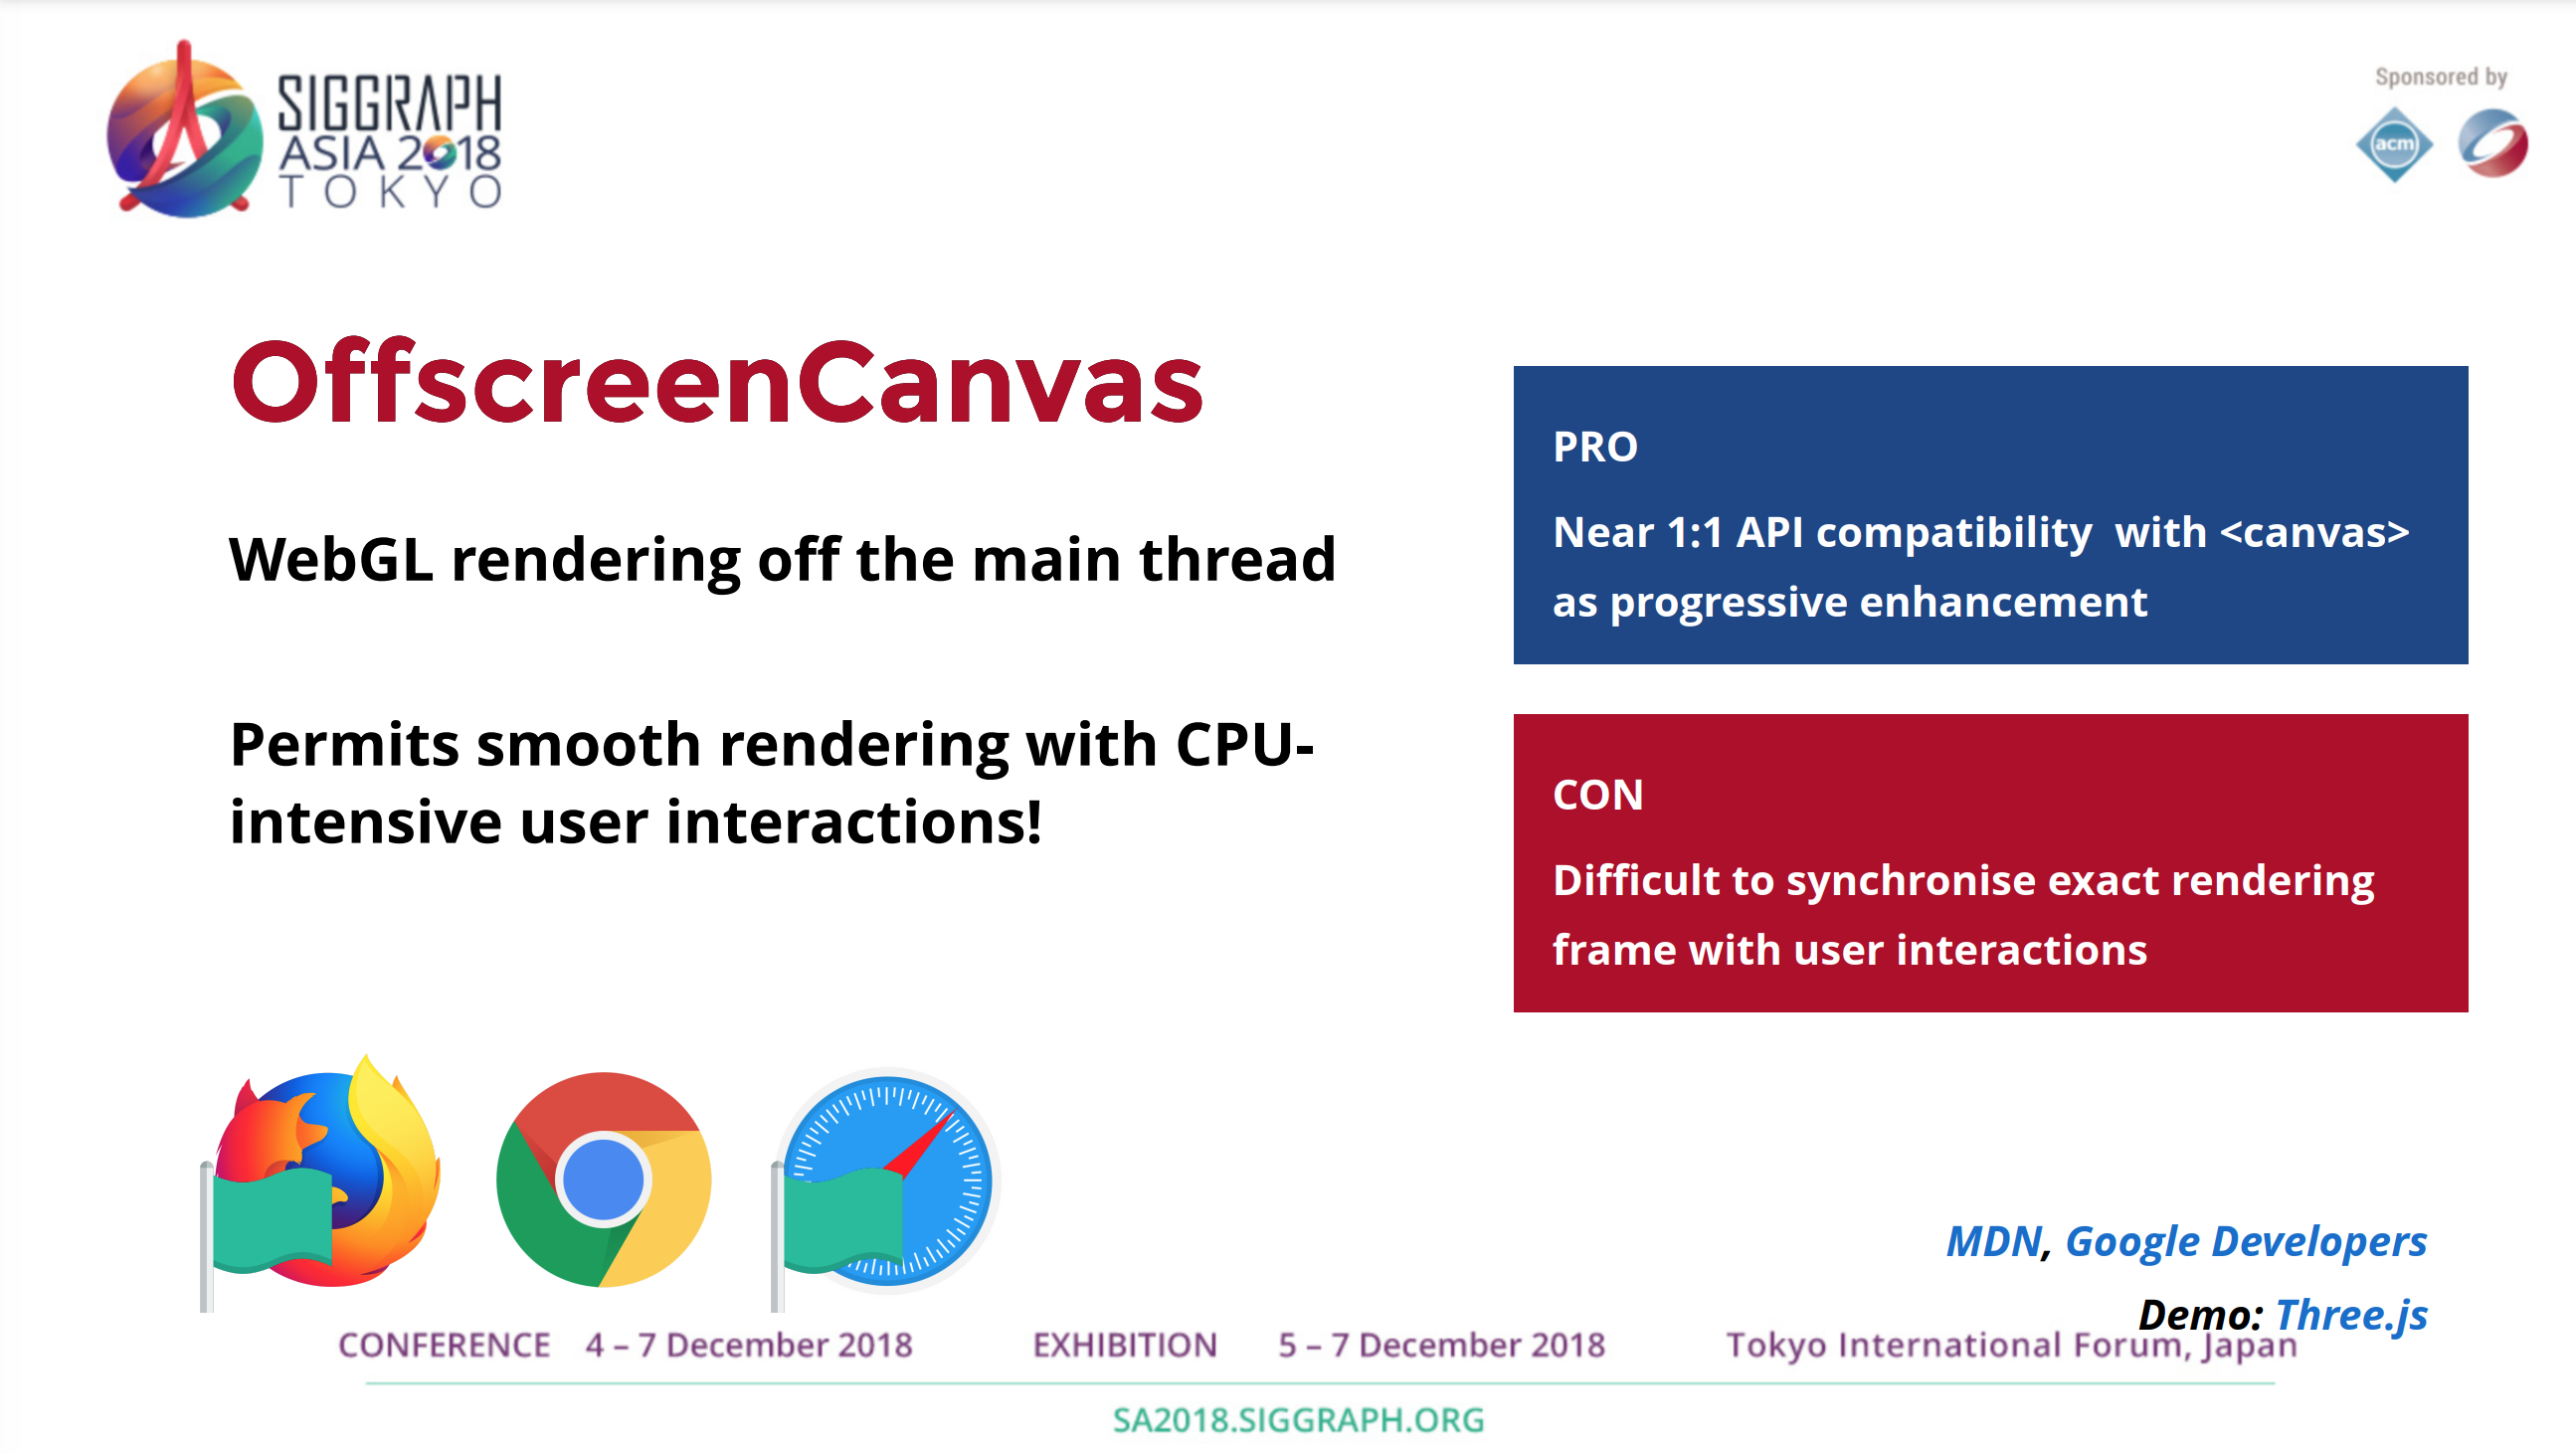 SIGGRAPH
ASIA 2018
TOKYO
Sponsored by
acm
OffscreenCanvas
WebGL rendering off the main thread
Permits smooth rendering with CPU-
intensive user interactions!
PRO
Near 1:1 API compatibility  with <canvas>
as progressive enhancement
CON
Difficult to synchronise exact rendering
frame with user interactions
MDN, Google Developers
Demo: Three.js
CONFERENCE 4 – 7 December 2018 EXHIBITION 5 – 7 December 2018 Tokyo International Forum, Japan
SA2018.SIGGRAPH.ORG